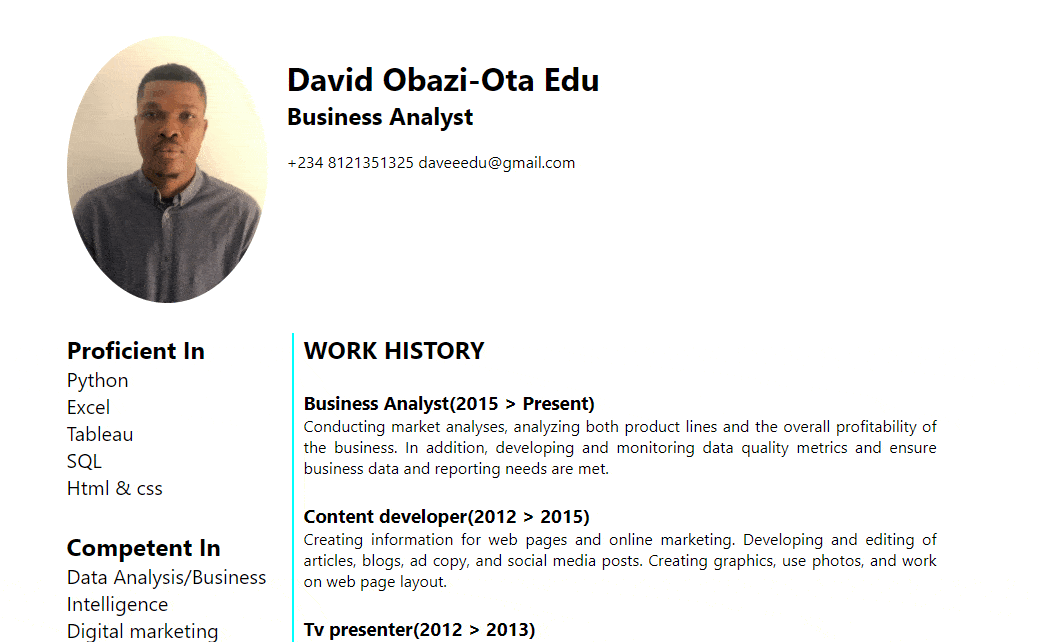 David Obazi-Ota Edu
Business Analyst
+234 8121351325 daveeedu@gmail.com
Proficient In
Python
Excel
Tableau
SQL
Html & css
Competent In
Data Analysis/Business
Intelligence
Digital marketing
WORK HISTORY
Business Analyst(2015 > Present)
Conducting market analyses, analyzing both product lines and the overall profitability of
the business. In addition, developing and monitoring data quality metrics and ensure
business data and reporting needs are met.
Content developer(2012 > 2015)
Creating information for web pages and online marketing. Developing and editing of
articles, blogs, ad copy, and social media posts. Creating graphics, use photos, and work
on web page layout.
Tv presenter(2012 > 2013)